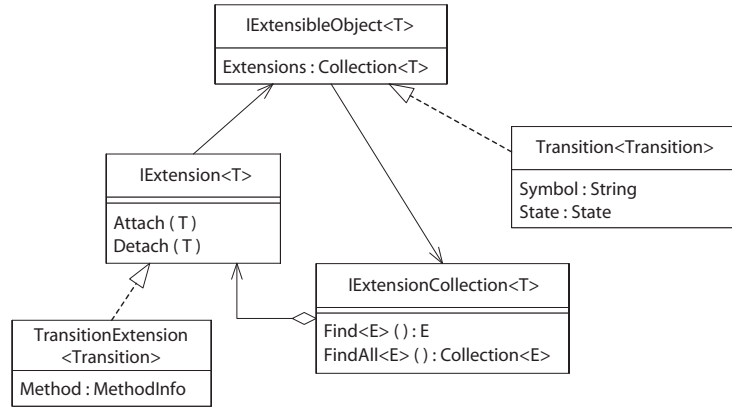 IExtensibleObject<T>
Extensions : Collection<T>
Transition<Transition>
Symbol : String
State : State
IExtension<T>
Attach ( T )
Detach ( T )
IExtensionCollection<T>
Find<E> ( ) : E
FindAll<E> ( ) : Collection<E>
TransitionExtension
<Transition>
Method : MethodInfo